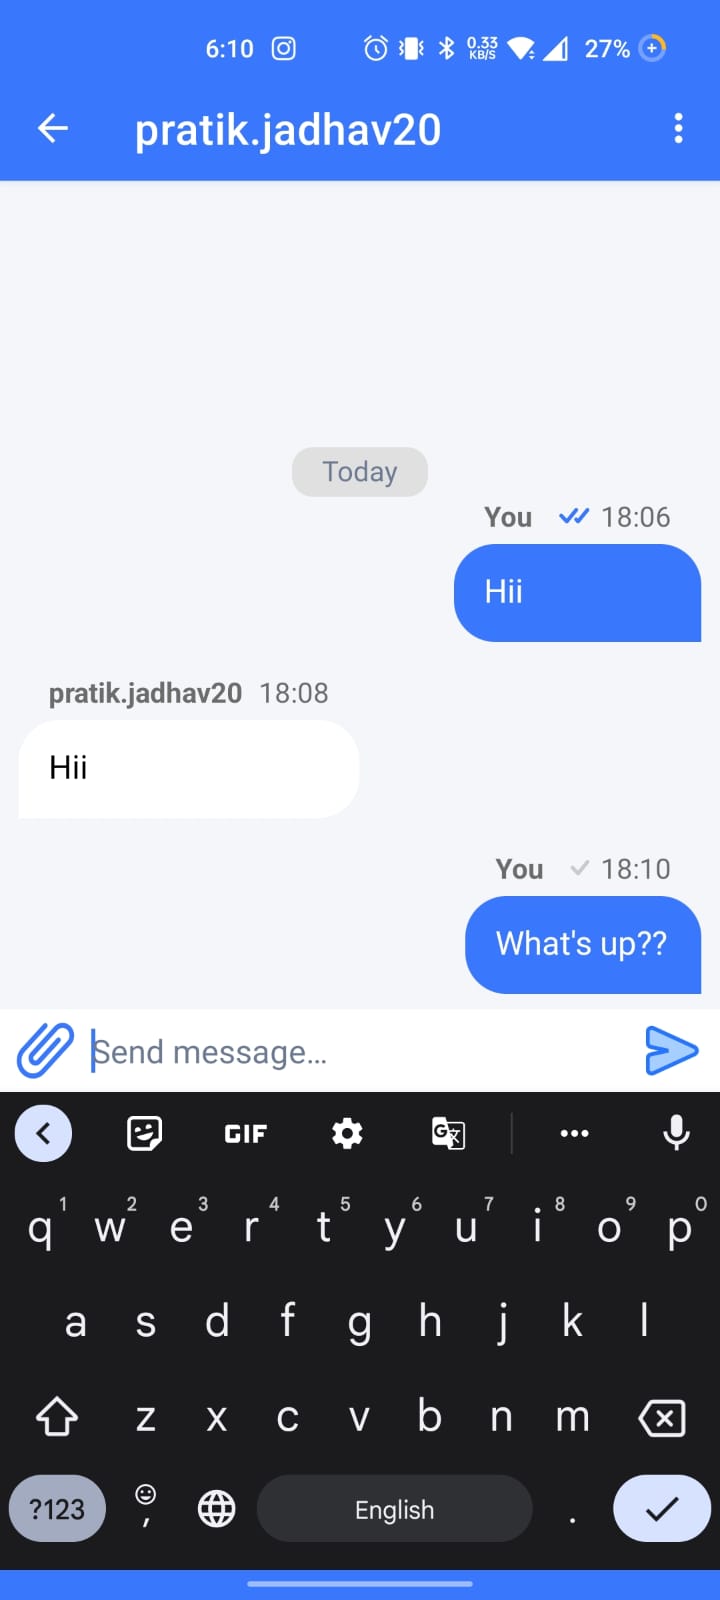 6:10 0.33 KB/S 27%
pratik.jadhav20
Today
You 18:06
Hii
pratik.jadhav20 18:08
Hii
You 18:10
What's up??
Send message...
GIF G
1 2 3 4 5 6 7 8 9 0
q w e r t y u i o p
a s d f g h j k l
z x c v b n m
?123 , English .